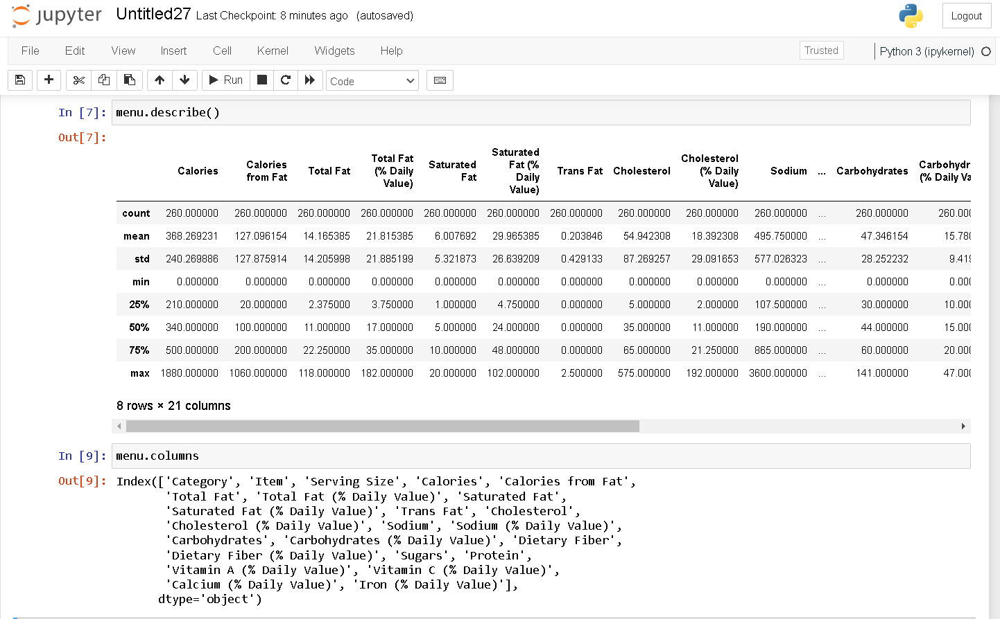 jupyter Untitled27 Last Checkpoint: 8 minutes ago (autosaved) Logout
File Edit View Insert Cell Kernel Widgets Help Trusted Python 3 (ipykernel)
Run Code
In [7]: menu.describe()
Out[7]:
Calories Calories from Fat Total Fat Total Fat (% Daily Value) Saturated Fat Saturated Fat (% Daily Value) Trans Fat Cholesterol Cholesterol (% Daily Value) Sodium ... Carbohydrates Carbohydr (% Daily Va
count 260.000000 260.000000 260.000000 260.000000 260.000000 260.000000 260.000000 260.000000 260.000000 260.000000 ... 260.000000 260.000
mean 368.269231 127.096154 14.165385 21.815385 6.007692 29.965385 0.203846 54.942308 18.392308 495.750000 ... 47.346154 15.780
std 240.269886 127.875914 14.205998 21.885199 5.321873 26.639209 0.429133 87.269257 29.091653 577.026323 ... 28.252232 9.419
min 0.000000 0.000000 0.000000 0.000000 0.000000 0.000000 0.000000 0.000000 0.000000 0.000000 ... 0.000000 0.000
25% 210.000000 20.000000 2.375000 3.750000 1.000000 4.750000 0.000000 5.000000 2.000000 107.500000 ... 30.000000 10.000
50% 340.000000 100.000000 11.000000 17.000000 5.000000 24.000000 0.000000 35.000000 11.000000 190.000000 ... 44.000000 15.000
75% 500.000000 200.000000 22.250000 35.000000 10.000000 48.000000 0.000000 65.000000 21.250000 865.000000 ... 60.000000 20.000
max 1880.000000 1060.000000 118.000000 182.000000 20.000000 102.000000 2.500000 575.000000 192.000000 3600.000000 ... 141.000000 47.000
8 rows × 21 columns
In [9]: menu.columns
Out[9]: Index(['Category', 'Item', 'Serving Size', 'Calories', 'Calories from Fat',
'Total Fat', 'Total Fat (% Daily Value)', 'Saturated Fat',
'Saturated Fat (% Daily Value)', 'Trans Fat', 'Cholesterol',
'Cholesterol (% Daily Value)', 'Sodium', 'Sodium (% Daily Value)',
'Carbohydrates', 'Carbohydrates (% Daily Value)', 'Dietary Fiber',
'Dietary Fiber (% Daily Value)', 'Sugars', 'Protein',
'Vitamin A (% Daily Value)', 'Vitamin C (% Daily Value)',
'Calcium (% Daily Value)', 'Iron (% Daily Value)'],
dtype='object')